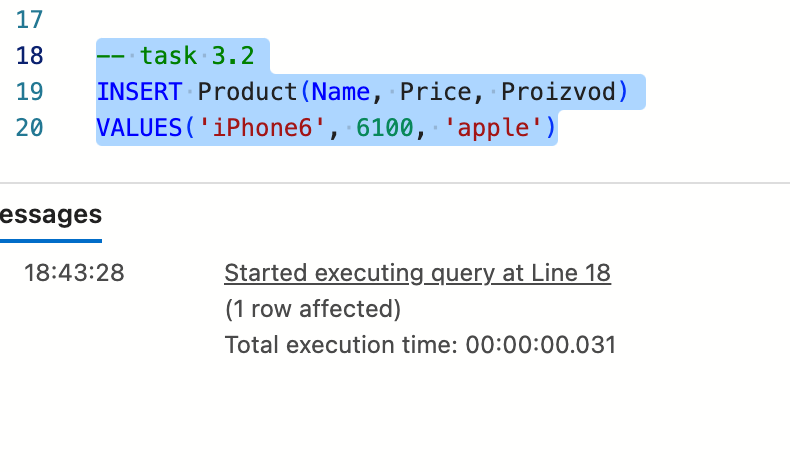 17
18 -- task 3.2
19 INSERT Product(Name, Price, Proizvod)
20 VALUES('iPhone6', 6100, 'apple')
essages
18:43:28 Started executing query at Line 18
(1 row affected)
Total execution time: 00:00:00.031